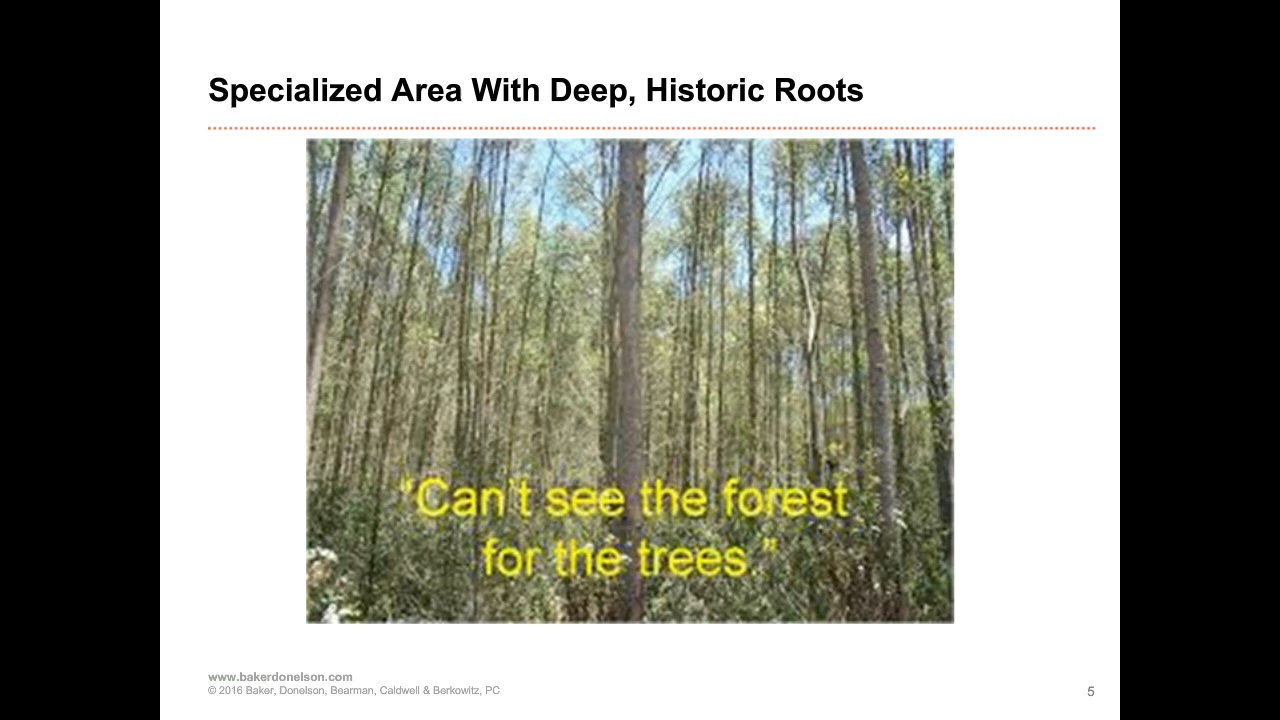 Specialized Area With Deep, Historic Roots
"Can't see the forest
for the trees."
www.bakerdonelson.com
© 2016 Baker, Donelson, Bearman, Caldwell & Berkowitz, PC
5